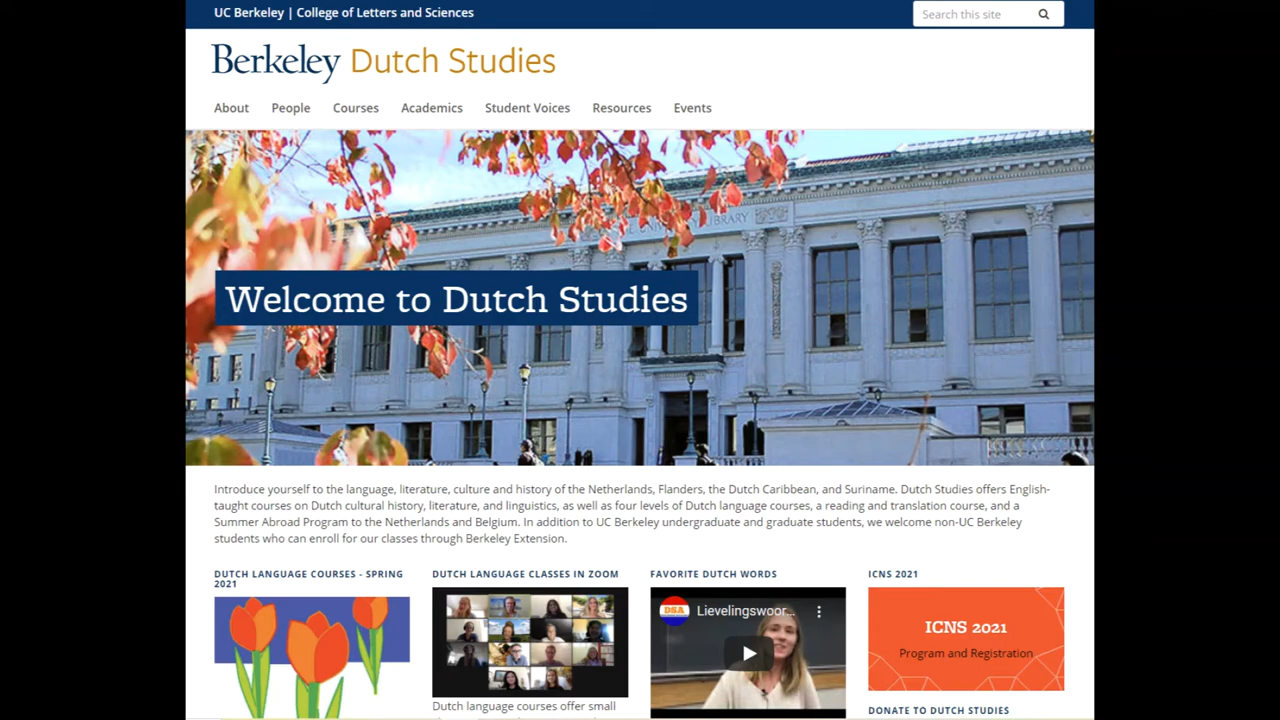 UC Berkeley | College of Letters and Sciences
Search this site
Berkeley Dutch Studies
About People Courses Academics Student Voices Resources Events
UNIVERSITY LIBRARY
Welcome to Dutch Studies
Introduce yourself to the language, literature, culture and history of the Netherlands, Flanders, the Dutch Caribbean, and Suriname. Dutch Studies offers English-
taught courses on Dutch cultural history, literature, and linguistics, as well as four levels of Dutch language courses, a reading and translation course, and a
Summer Abroad Program to the Netherlands and Belgium. In addition to UC Berkeley undergraduate and graduate students, we welcome non-UC Berkeley
students who can enroll for our classes through Berkeley Extension.
DUTCH LANGUAGE COURSES - SPRING
2021
DUTCH LANGUAGE CLASSES IN ZOOM
Dutch language courses offer small
FAVORITE DUTCH WORDS
DSA
Lievelingswoor...
ICNS 2021
ICNS 2021
Program and Registration
DONATE TO DUTCH STUDIES